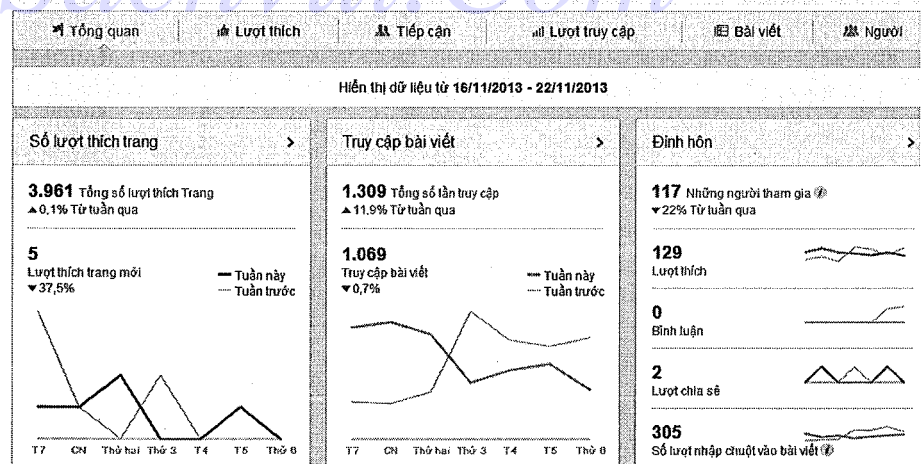 Tổng quan Lượt thích Tiếp cận Lượt truy cập Bài viết Người
Hiển thị dữ liệu từ 16/11/2013 - 22/11/2013
Số lượt thích trang
3.961 Tổng số lượt thích Trang
▲0,1% Từ tuần qua
5
Lượt thích trang mới
▼37,5%
Tuần này
Tuần trước
T7 CN Thứ hai Thứ 3 T4 T5 Thứ 6
Truy cập bài viết
1.309 Tổng số lần truy cập
▲11.9% Từ tuần qua
1.069
Truy cập bài viết
▼0,7%
Tuần này
Tuần trước
T7 CN Thứ hai Thứ 3 T4 T5 Thứ 6
Đính hôn
117 Những người tham gia
▼22% Từ tuần qua
129
Lượt thích
0
Bình luận
2
Lượt chia sẻ
305
Số lượt nhập chuột vào bài viết